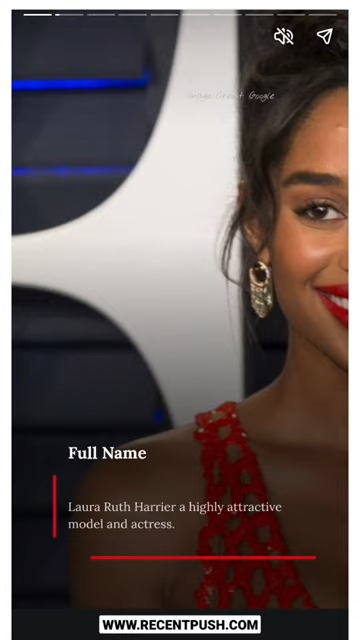 Image Credit Google
Full Name
Laura Ruth Harrier a highly attractive
model and actress.
WWW.RECENTPUSH.COM